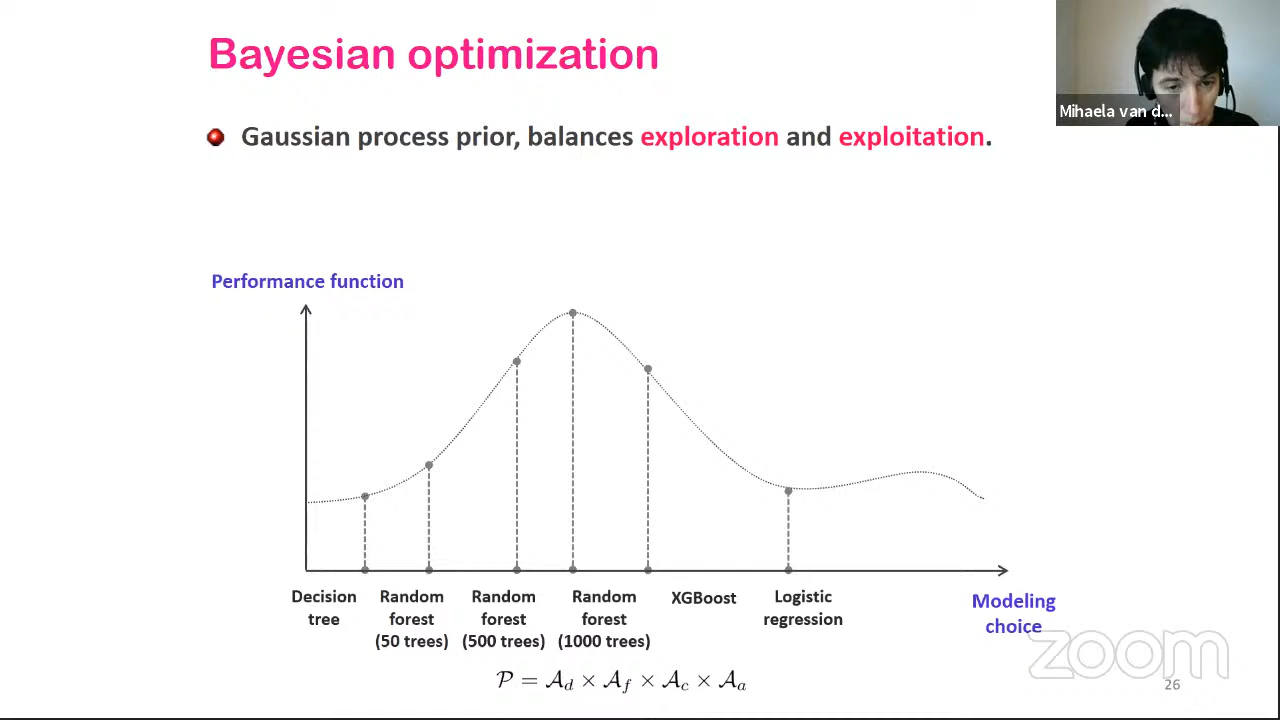 Bayesian optimization
Mihaela van d...
Gaussian process prior, balances exploration and exploitation.
Performance function
Decision tree
Random forest (50 trees)
Random forest (500 trees)
Random forest (1000 trees)
XGBoost
Logistic regression
Modeling choice
zoom
𝒫 = 𝒜_d × 𝒜_f × 𝒜_c × 𝒜_a
26